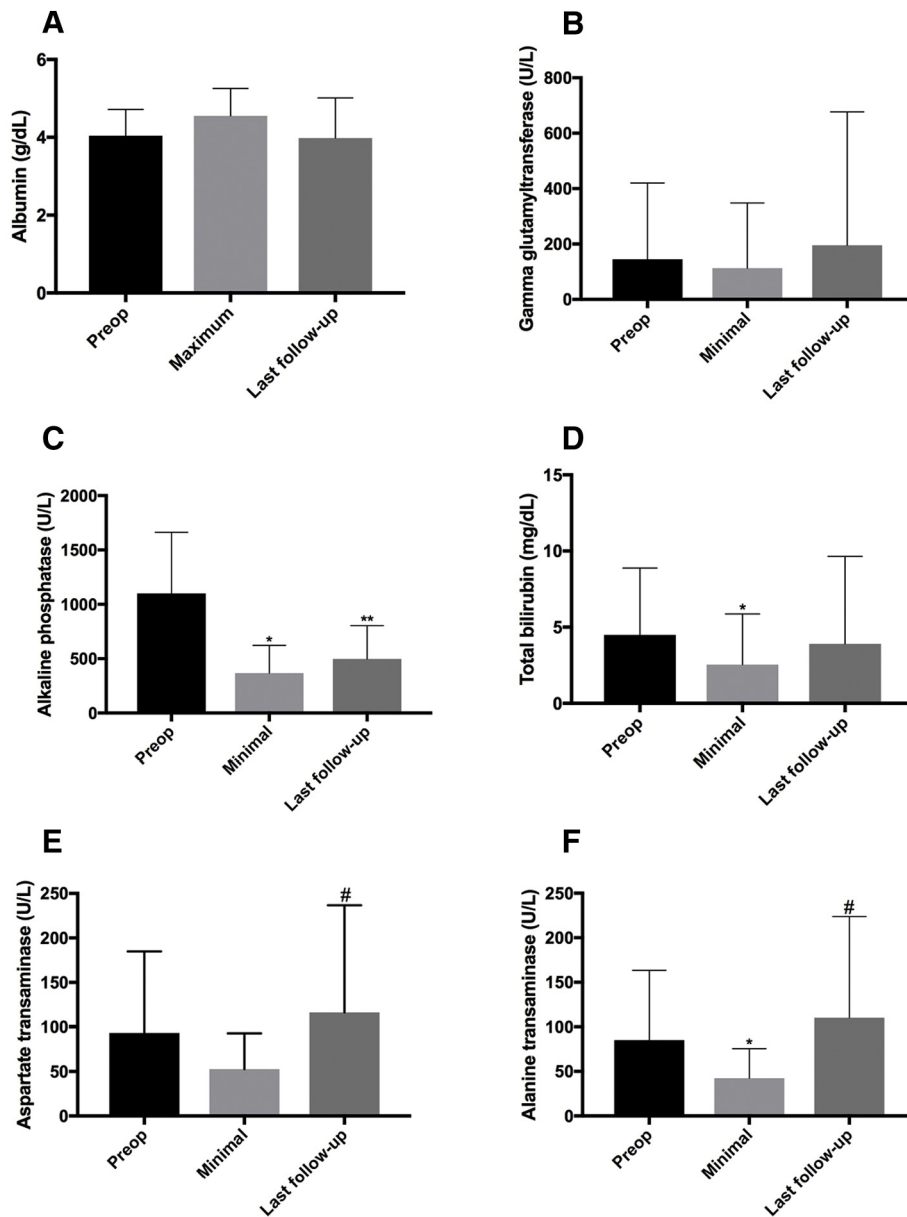 A
Albumin (g/dL)
6
4
2
0
Preop
Maximum
Last follow-up
B
Gamma glutamyltransferase (U/L)
800
600
400
200
0
Preop
Minimal
Last follow-up
C
Alkaline phosphatase (U/L)
2000
1500
1000
500
0
*
**
Preop
Minimal
Last follow-up
D
Total bilirubin (mg/dL)
15
10
5
0
*
Preop
Minimal
Last follow-up
E
Aspartate transaminase (U/L)
250
200
150
100
50
0
#
Preop
Minimal
Last follow-up
F
Alanine transaminase (U/L)
250
200
150
100
50
0
*
#
Preop
Minimal
Last follow-up